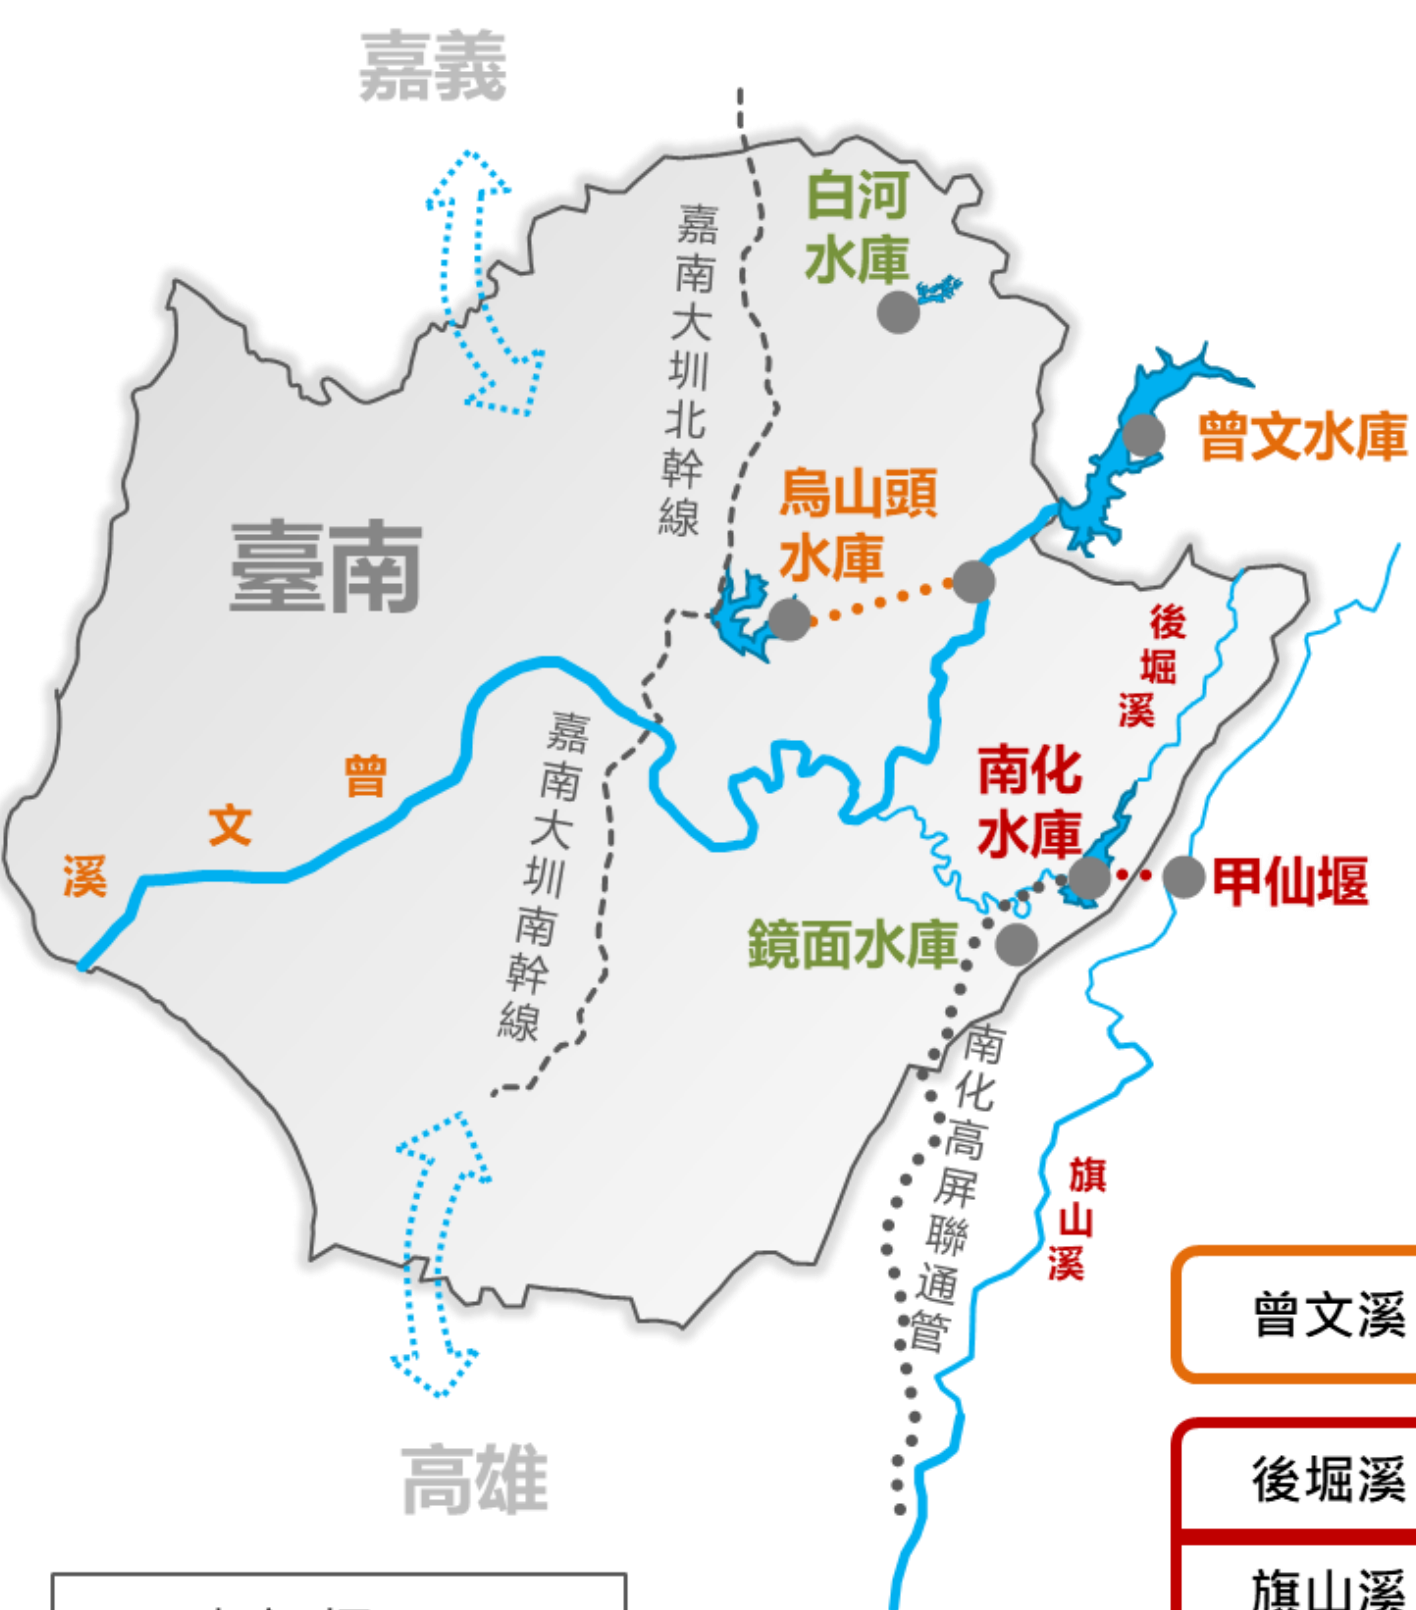 嘉義
白河
水庫
嘉南大圳北幹線
曾文水庫
烏山頭
水庫
臺南
後堀溪
南化
水庫
嘉南大圳南幹線
曾文溪
甲仙堰
鏡面水庫
南化高屏聯通管
旗山溪
曾文溪
高雄
後堀溪
旗山溪